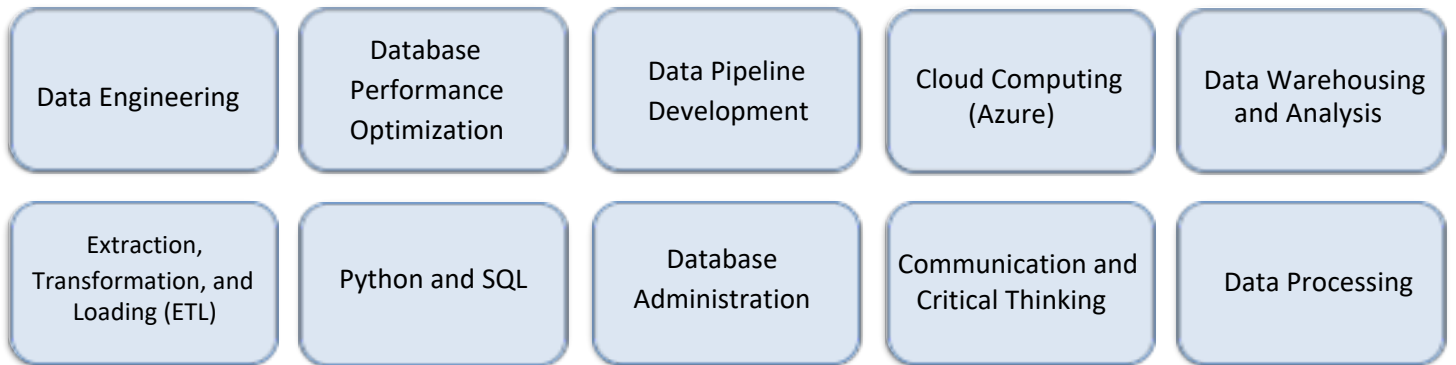 Data Engineering
Database
Performance
Optimization
Data Pipeline
Development
Cloud Computing
(Azure)
Data Warehousing
and Analysis
Extraction,
Transformation, and
Loading (ETL)
Python and SQL
Database
Administration
Communication and
Critical Thinking
Data Processing